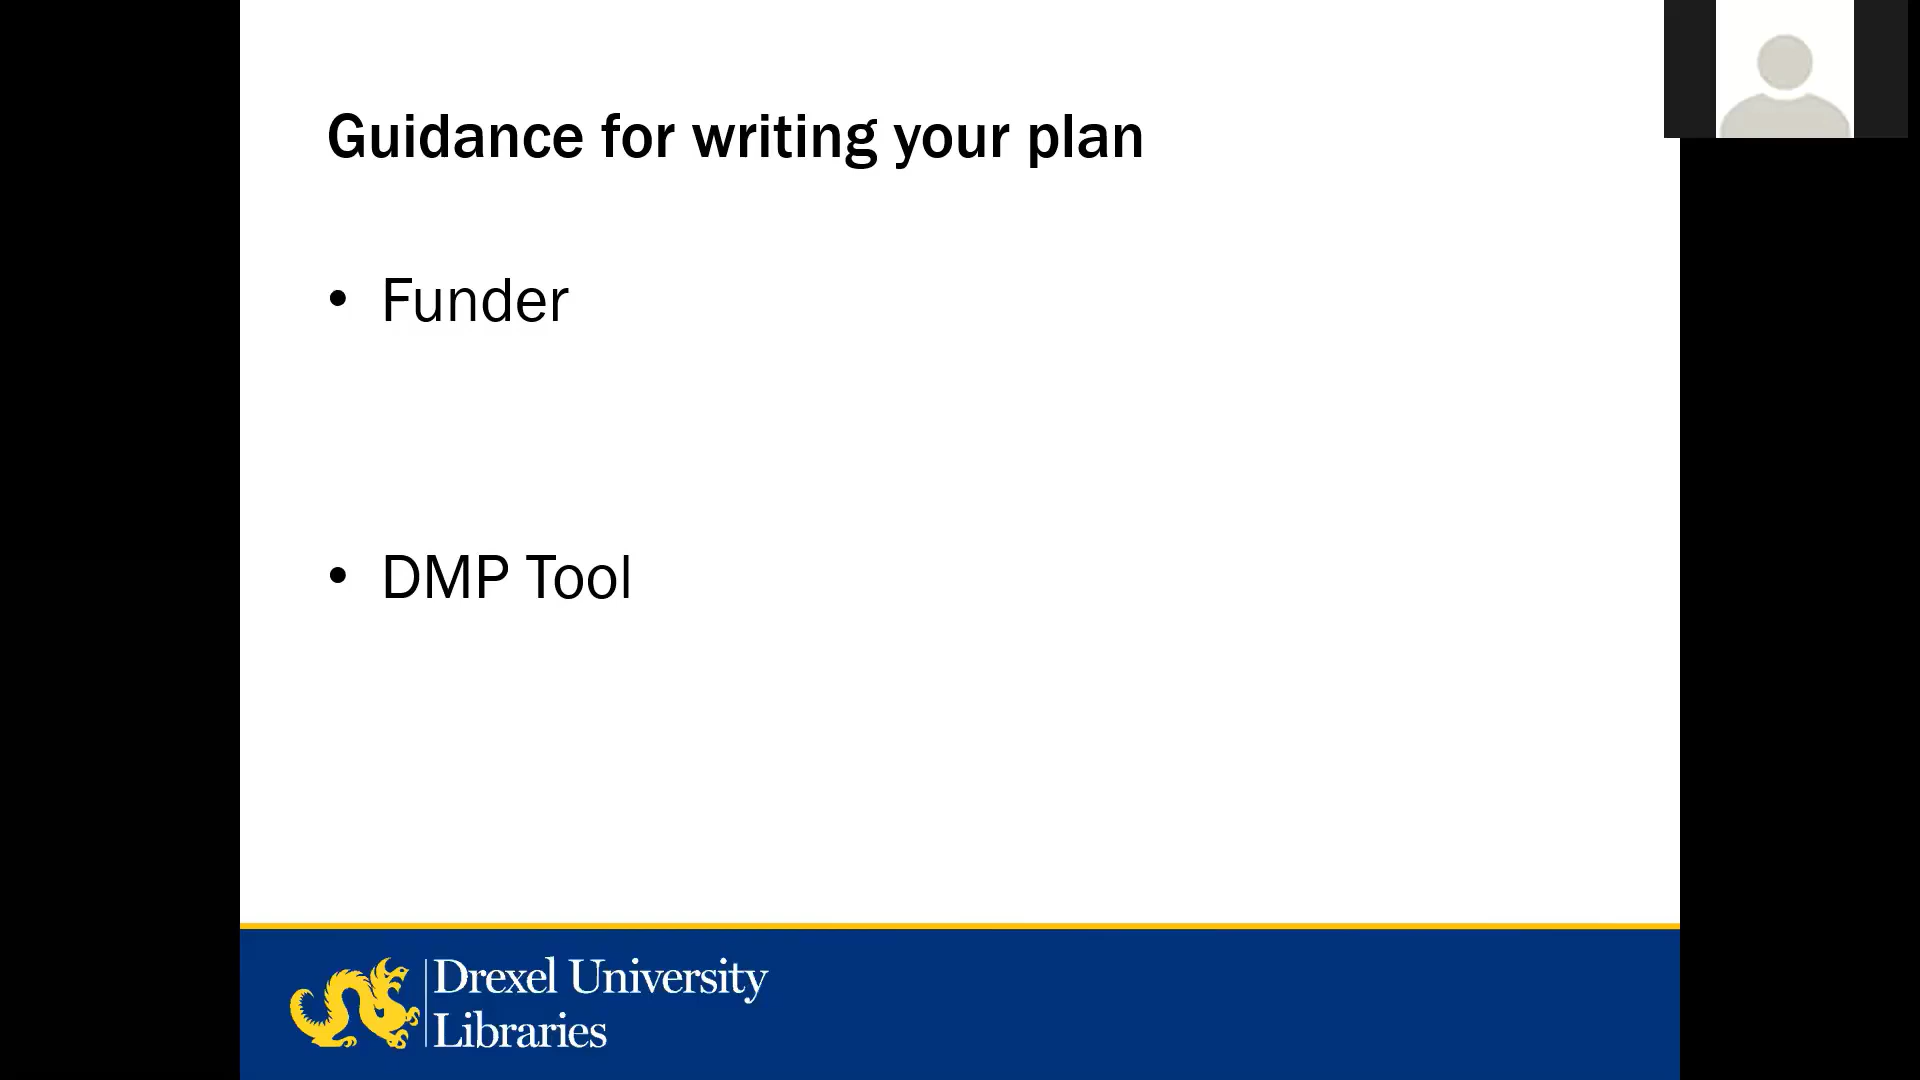 Guidance for writing your plan
• Funder
• DMP Tool
Drexel University
Libraries